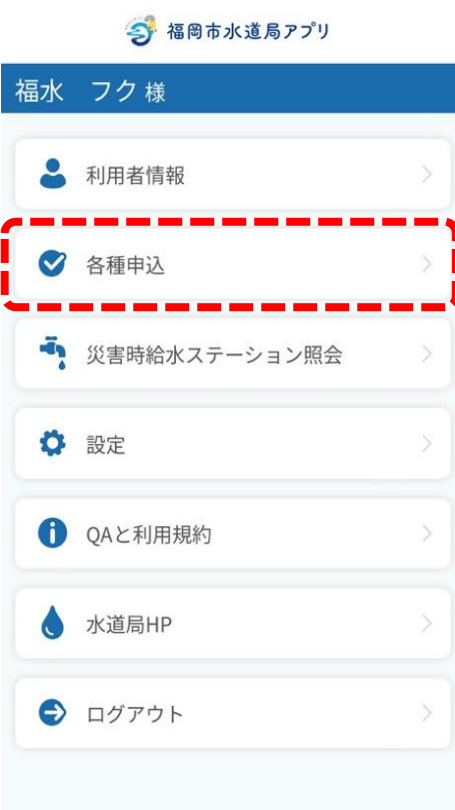 福岡市水道局アプリ
福水　フク 様
利用者情報
各種申込
災害時給水ステーション照会
設定
QAと利用規約
水道局HP
ログアウト